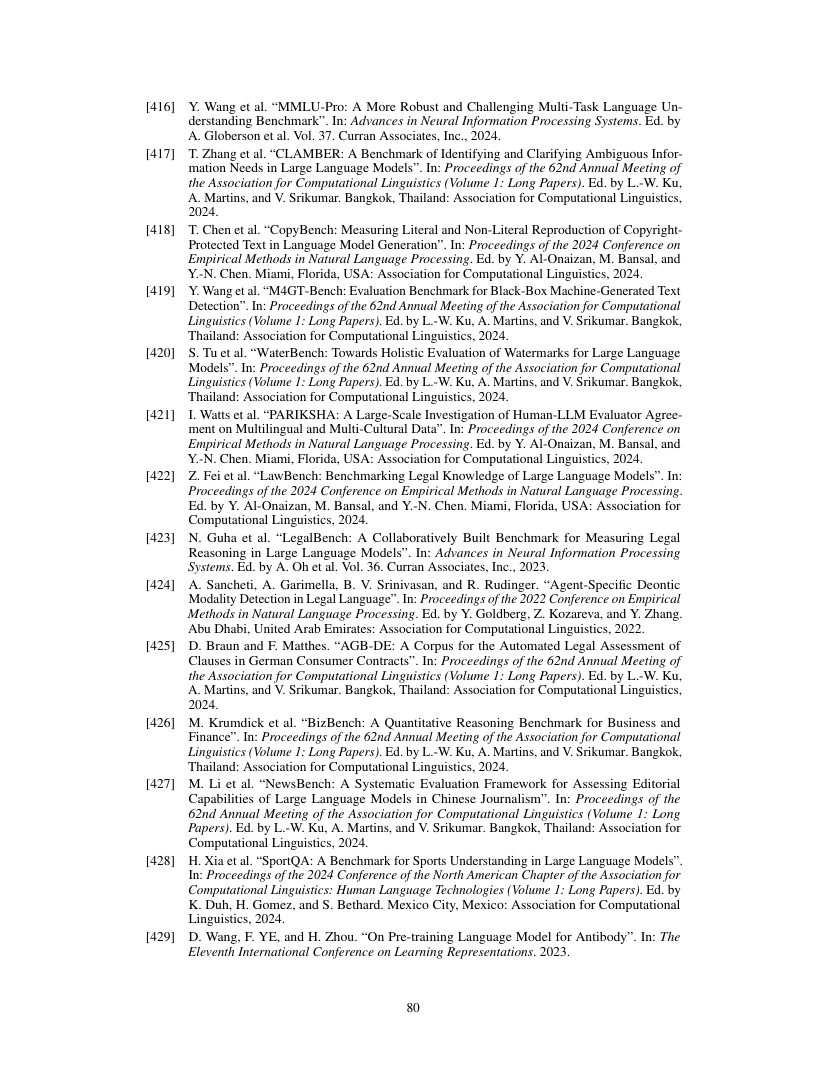 [416] Y. Wang et al. “MMLU-Pro: A More Robust and Challenging Multi-Task Language Un-
derstanding Benchmark”. In: Advances in Neural Information Processing Systems. Ed. by
A. Globerson et al. Vol. 37. Curran Associates, Inc., 2024.
[417] T. Zhang et al. “CLAMBER: A Benchmark of Identifying and Clarifying Ambiguous Infor-
mation Needs in Large Language Models”. In: Proceedings of the 62nd Annual Meeting of
the Association for Computational Linguistics (Volume 1: Long Papers). Ed. by L.-W. Ku,
A. Martins, and V. Srikumar. Bangkok, Thailand: Association for Computational Linguistics,
2024.
[418] T. Chen et al. “CopyBench: Measuring Literal and Non-Literal Reproduction of Copyright-
Protected Text in Language Model Generation”. In: Proceedings of the 2024 Conference on
Empirical Methods in Natural Language Processing. Ed. by Y. Al-Onaizan, M. Bansal, and
Y.-N. Chen. Miami, Florida, USA: Association for Computational Linguistics, 2024.
[419] Y. Wang et al. “M4GT-Bench: Evaluation Benchmark for Black-Box Machine-Generated Text
Detection”. In: Proceedings of the 62nd Annual Meeting of the Association for Computational
Linguistics (Volume 1: Long Papers). Ed. by L.-W. Ku, A. Martins, and V. Srikumar. Bangkok,
Thailand: Association for Computational Linguistics, 2024.
[420] S. Tu et al. “WaterBench: Towards Holistic Evaluation of Watermarks for Large Language
Models”. In: Proceedings of the 62nd Annual Meeting of the Association for Computational
Linguistics (Volume 1: Long Papers). Ed. by L.-W. Ku, A. Martins, and V. Srikumar. Bangkok,
Thailand: Association for Computational Linguistics, 2024.
[421] I. Watts et al. “PARIKSHA: A Large-Scale Investigation of Human-LLM Evaluator Agree-
ment on Multilingual and Multi-Cultural Data”. In: Proceedings of the 2024 Conference on
Empirical Methods in Natural Language Processing. Ed. by Y. Al-Onaizan, M. Bansal, and
Y.-N. Chen. Miami, Florida, USA: Association for Computational Linguistics, 2024.
[422] Z. Fei et al. “LawBench: Benchmarking Legal Knowledge of Large Language Models”. In:
Proceedings of the 2024 Conference on Empirical Methods in Natural Language Processing.
Ed. by Y. Al-Onaizan, M. Bansal, and Y.-N. Chen. Miami, Florida, USA: Association for
Computational Linguistics, 2024.
[423] N. Guha et al. “LegalBench: A Collaboratively Built Benchmark for Measuring Legal
Reasoning in Large Language Models”. In: Advances in Neural Information Processing
Systems. Ed. by A. Oh et al. Vol. 36. Curran Associates, Inc., 2023.
[424] A. Sancheti, A. Garimella, B. V. Srinivasan, and R. Rudinger. “Agent-Specific Deontic
Modality Detection in Legal Language”. In: Proceedings of the 2022 Conference on Empirical
Methods in Natural Language Processing. Ed. by Y. Goldberg, Z. Kozareva, and Y. Zhang.
Abu Dhabi, United Arab Emirates: Association for Computational Linguistics, 2022.
[425] D. Braun and F. Matthes. “AGB-DE: A Corpus for the Automated Legal Assessment of
Clauses in German Consumer Contracts”. In: Proceedings of the 62nd Annual Meeting of
the Association for Computational Linguistics (Volume 1: Long Papers). Ed. by L.-W. Ku,
A. Martins, and V. Srikumar. Bangkok, Thailand: Association for Computational Linguistics,
2024.
[426] M. Krumdick et al. “BizBench: A Quantitative Reasoning Benchmark for Business and
Finance”. In: Proceedings of the 62nd Annual Meeting of the Association for Computational
Linguistics (Volume 1: Long Papers). Ed. by L.-W. Ku, A. Martins, and V. Srikumar. Bangkok,
Thailand: Association for Computational Linguistics, 2024.
[427] M. Li et al. “NewsBench: A Systematic Evaluation Framework for Assessing Editorial
Capabilities of Large Language Models in Chinese Journalism”. In: Proceedings of the
62nd Annual Meeting of the Association for Computational Linguistics (Volume 1: Long
Papers). Ed. by L.-W. Ku, A. Martins, and V. Srikumar. Bangkok, Thailand: Association for
Computational Linguistics, 2024.
[428] H. Xia et al. “SportQA: A Benchmark for Sports Understanding in Large Language Models”.
In: Proceedings of the 2024 Conference of the North American Chapter of the Association for
Computational Linguistics: Human Language Technologies (Volume 1: Long Papers). Ed. by
K. Duh, H. Gomez, and S. Bethard. Mexico City, Mexico: Association for Computational
Linguistics, 2024.
[429] D. Wang, F. YE, and H. Zhou. “On Pre-training Language Model for Antibody”. In: The
Eleventh International Conference on Learning Representations. 2023.
80